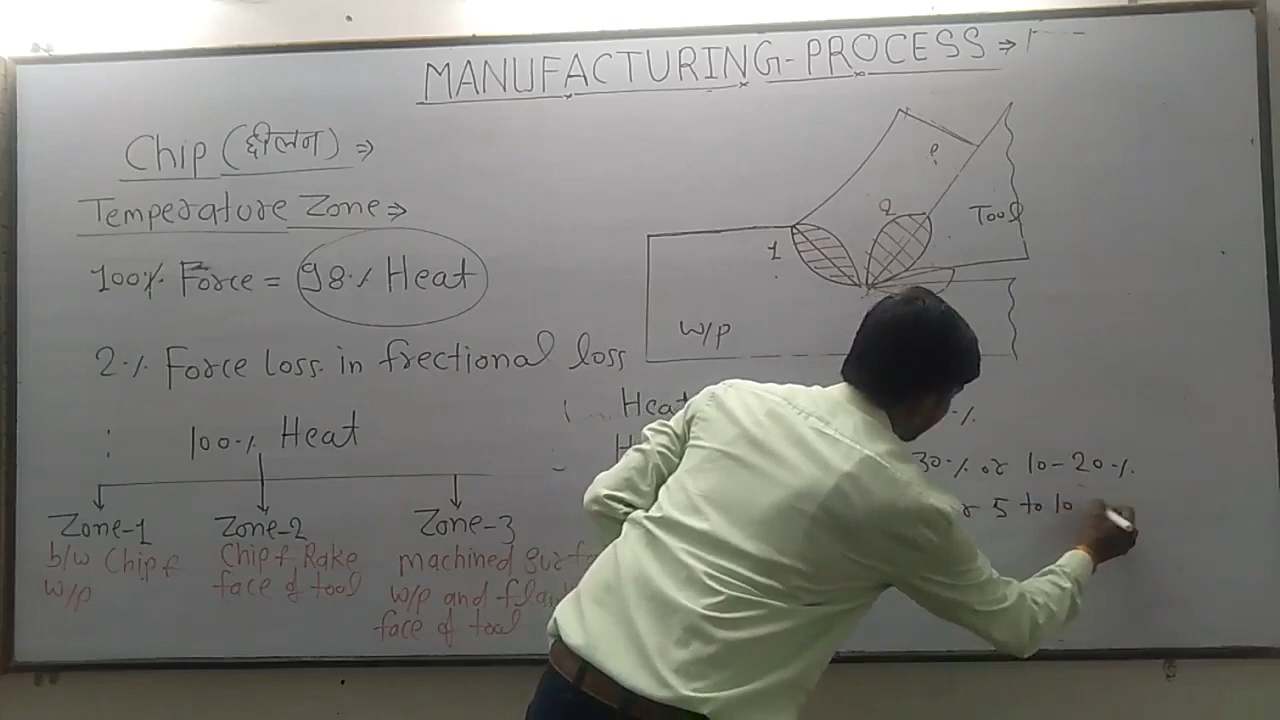 MANUFACTURING-PROCESS ⇒
Chip (छीलन) ⇒
Temperature Zone ⇒
100% Force = 98% Heat
2% Force loss in frectional loss
100% Heat
Zone-1
b/w Chip &
W/p
Zone-2
Chip & Rake
face of tool
Zone-3
machined
W/p and
face of tool
1
2
Tool
W/P
%
30% or 10-20%
5 to 10